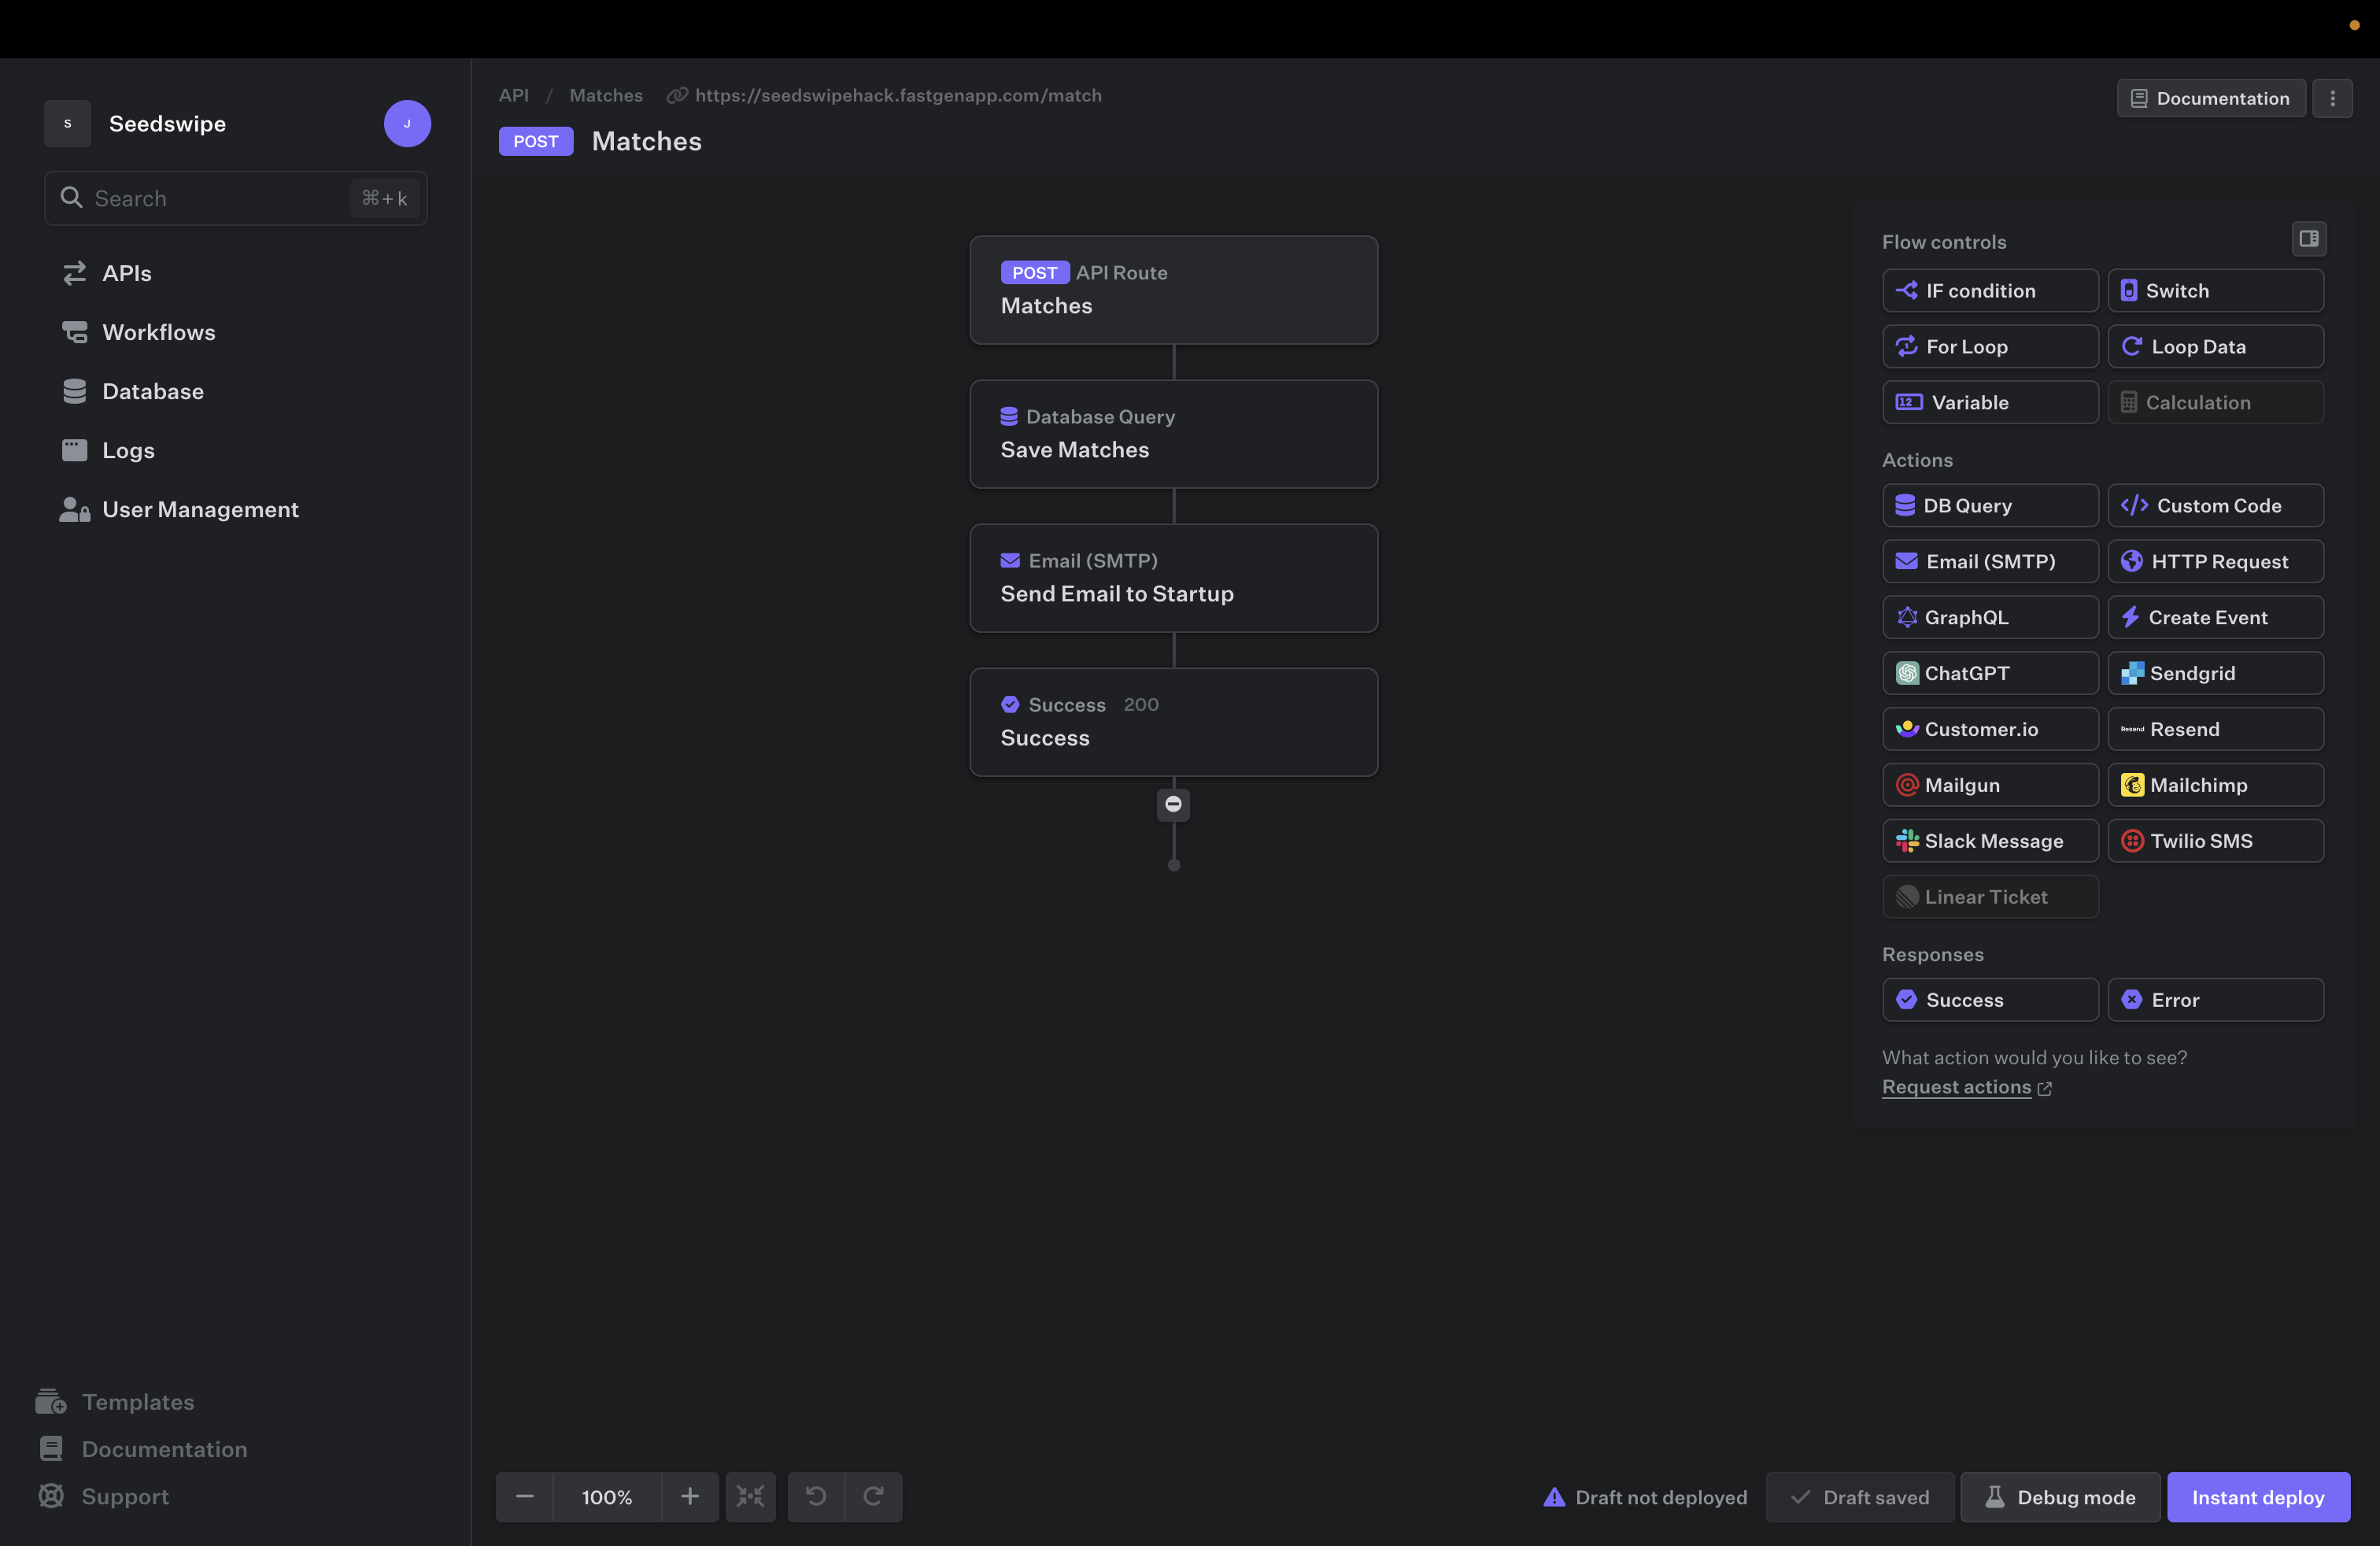 S
Seedswipe
J
Search
⌘+k
APIs
Workflows
Database
Logs
User Management
Templates
Documentation
Support
API / Matches https://seedswipehack.fastgenapp.com/match
POST Matches
Documentation
POST API Route
Matches
Database Query
Save Matches
Email (SMTP)
Send Email to Startup
Success 200
Success
Flow controls
IF condition
Switch
For Loop
Loop Data
12 Variable
Calculation
Actions
DB Query
Custom Code
Email (SMTP)
HTTP Request
GraphQL
Create Event
ChatGPT
Sendgrid
Customer.io
Resend Resend
Mailgun
Mailchimp
Slack Message
Twilio SMS
Linear Ticket
Responses
Success
Error
What action would you like to see?
Request actions
100%
Draft not deployed
Draft saved
Debug mode
Instant deploy